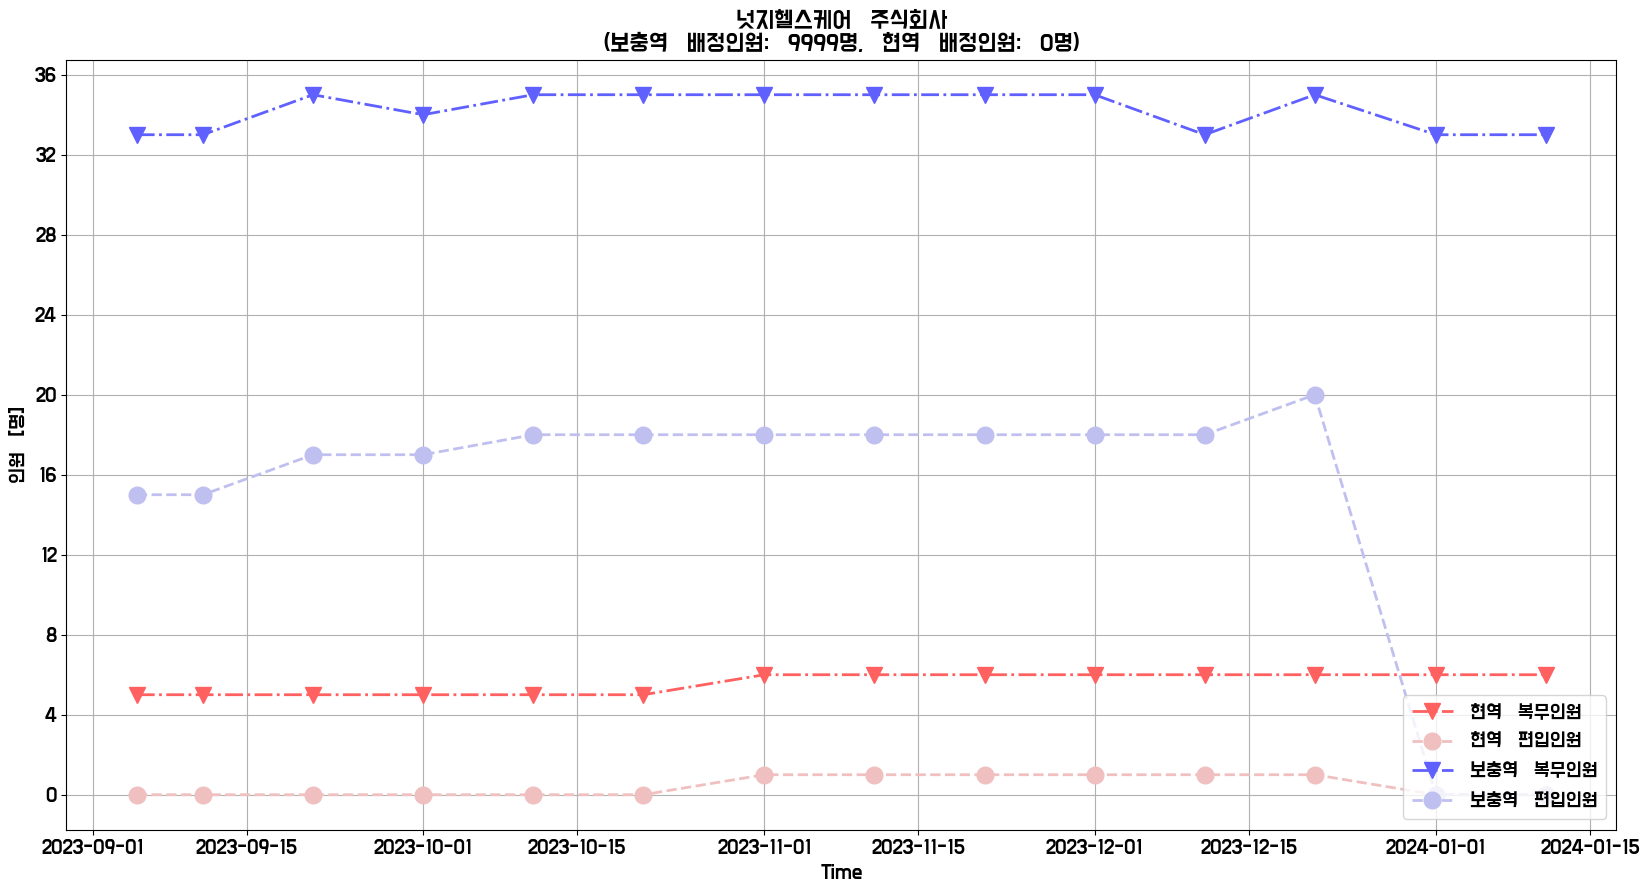 넛지헬스케어 주식회사
(보충역 배정인원: 9999명, 현역 배정인원: 0명)
36
32
28
24
20
16
12
8
4
0
인원 [명]
현역 복무인원
현역 편입인원
보충역 복무인원
보충역 편입인원
2023-09-01 2023-09-15 2023-10-01 2023-10-15 2023-11-01 2023-11-15 2023-12-01 2023-12-15 2024-01-01 2024-01-15
Time